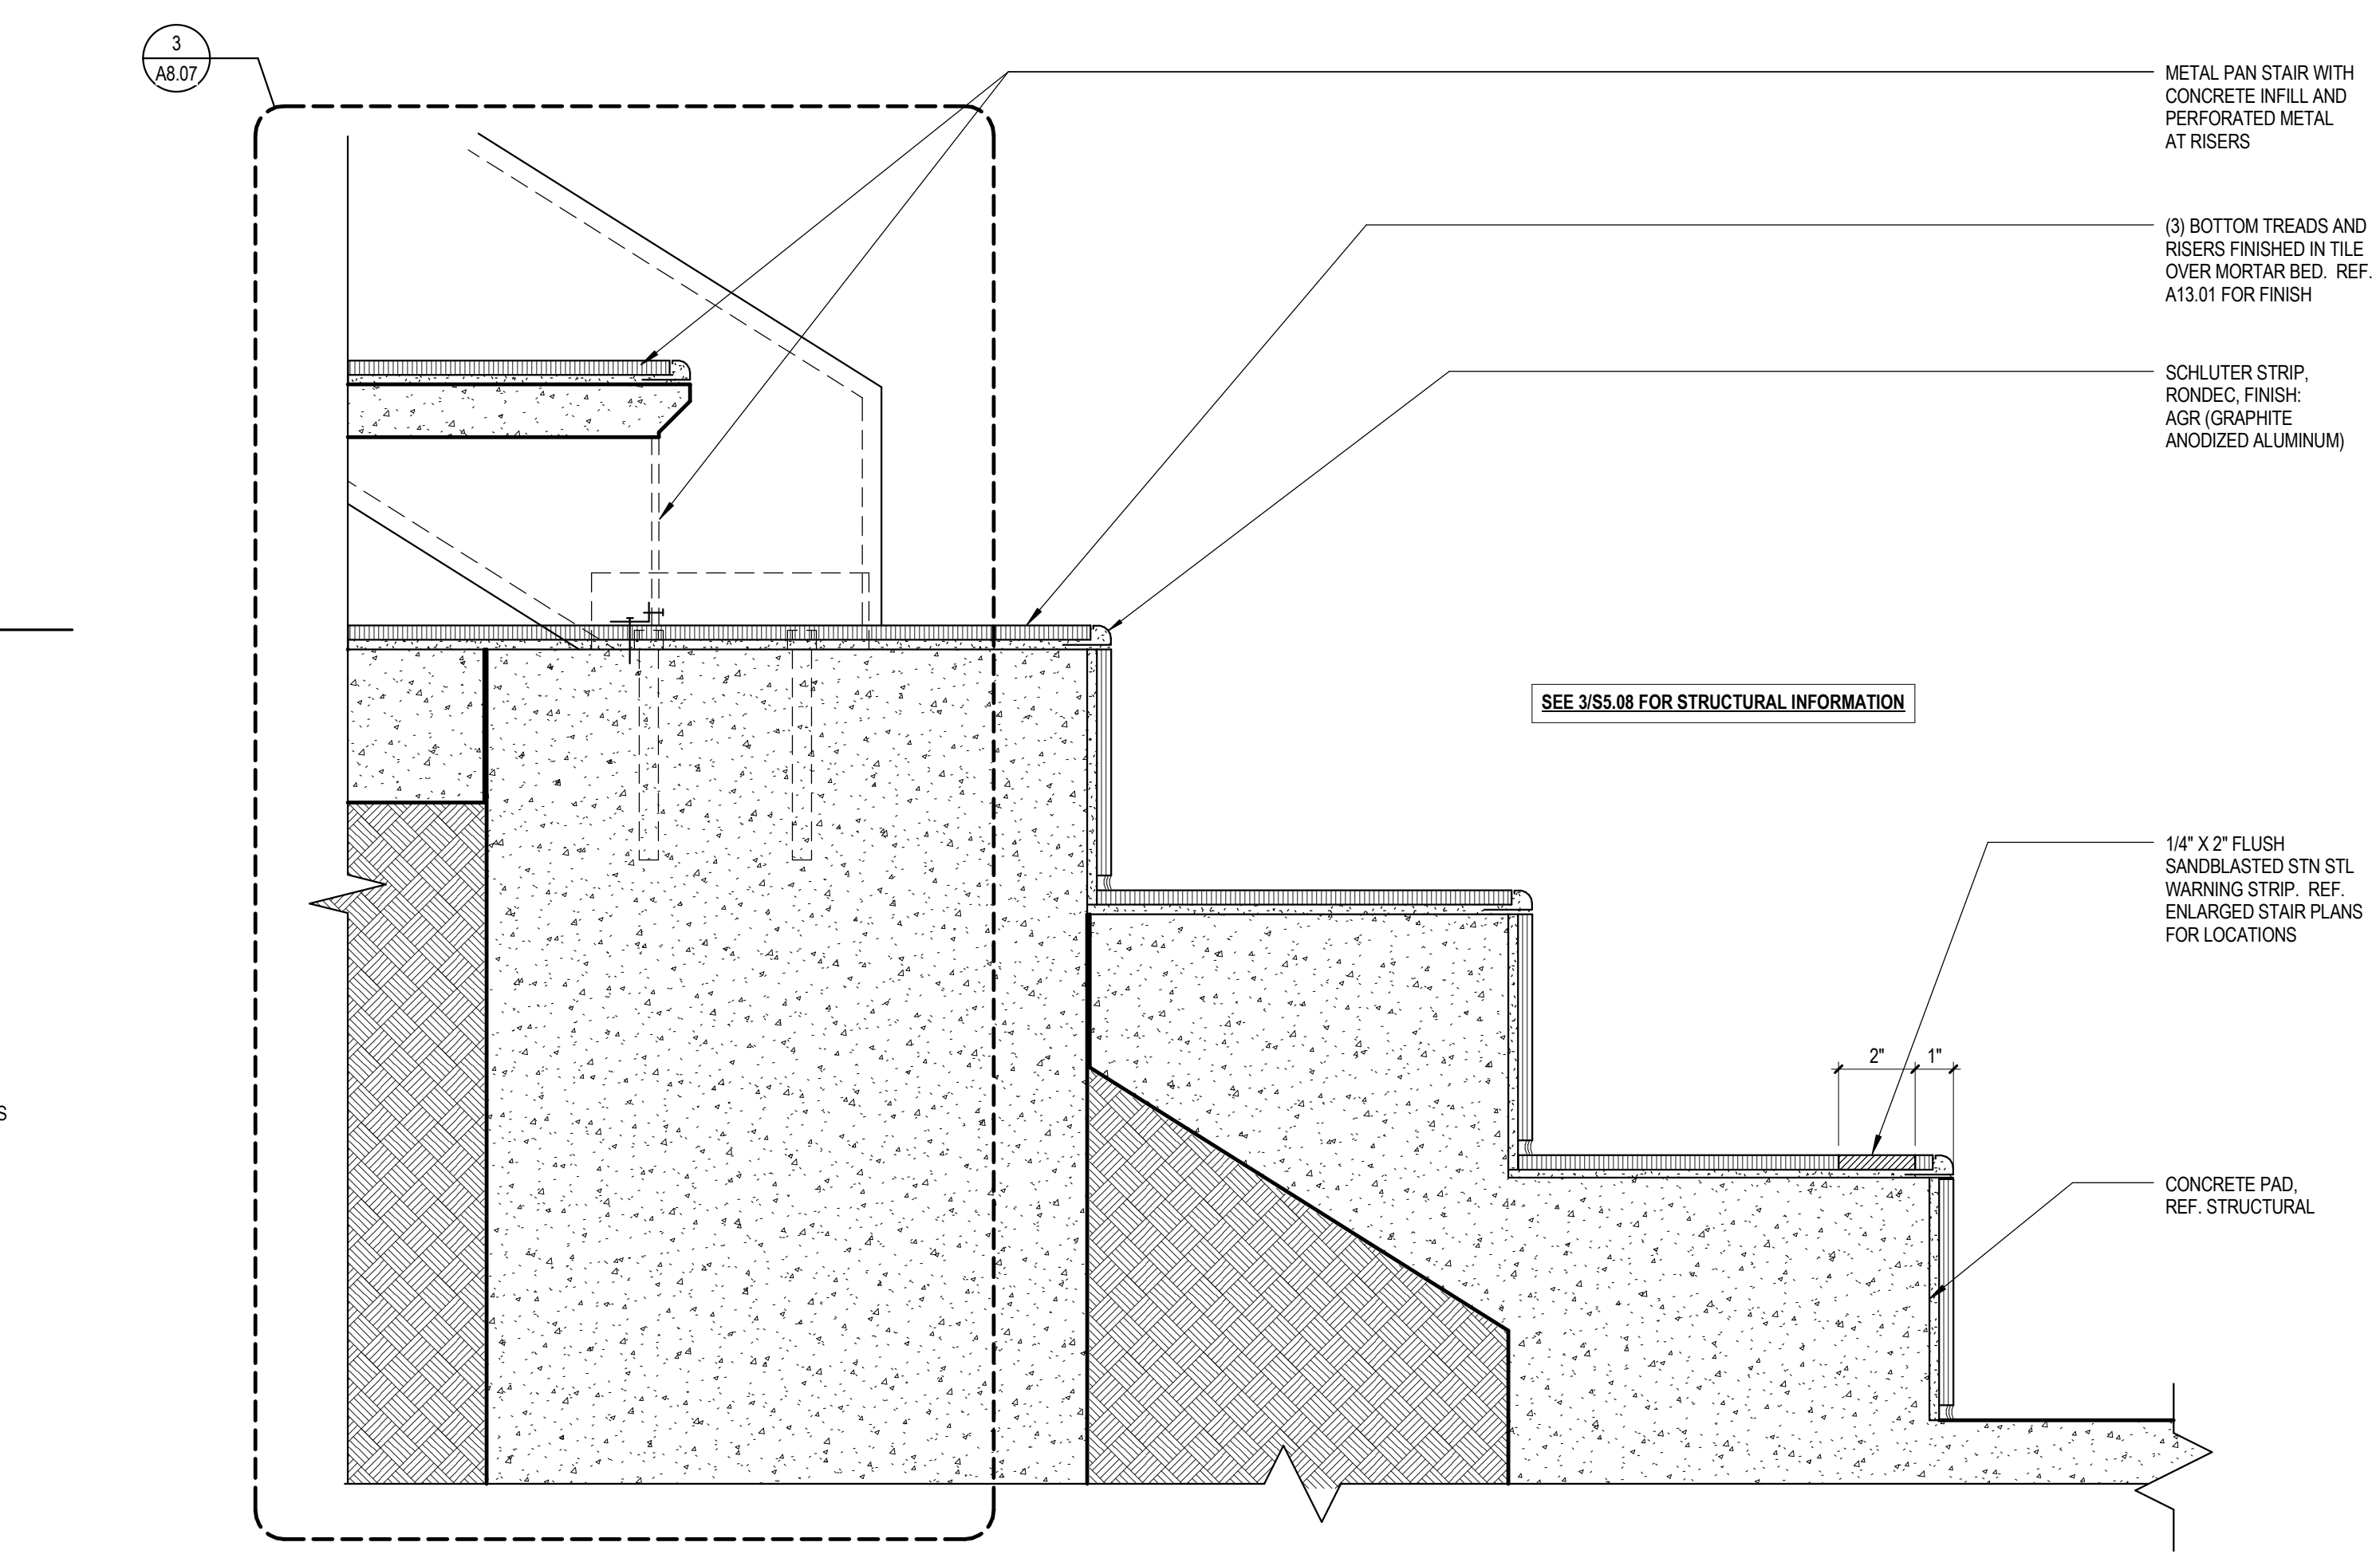 3
A8.07
METAL PAN STAIR WITH
CONCRETE INFILL AND
PERFORATED METAL
AT RISERS
(3) BOTTOM TREADS AND
RISERS FINISHED IN TILE
OVER MORTAR BED. REF.
A13.01 FOR FINISH
SCHLUTER STRIP,
RONDEC, FINISH:
AGR (GRAPHITE
ANODIZED ALUMINUM)
SEE 3/S5.08 FOR STRUCTURAL INFORMATION
1/4" X 2" FLUSH
SANDBLASTED STN STL
WARNING STRIP. REF.
ENLARGED STAIR PLANS
FOR LOCATIONS
2" 1"
S
CONCRETE PAD,
REF. STRUCTURAL